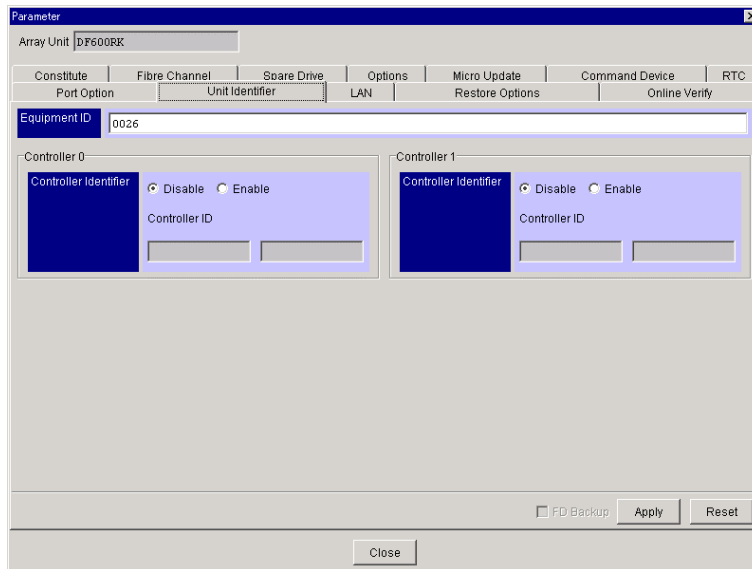 Parameter
Array Unit DF600RK
Constitute Fibre Channel Spare Drive Options Micro Update Command Device RTC
Port Option Unit Identifier LAN Restore Options Online Verify
Equipment ID 0026
Controller 0 Controller 1
Controller Identifier Disable Enable Controller Identifier Disable Enable
Controller ID Controller ID
FD Backup Apply Reset
Close